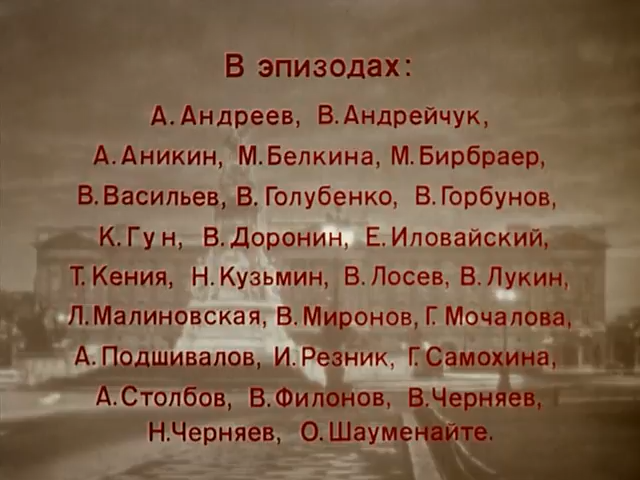 В эпизодах:
А. Андреев, В. Андрейчук,
А. Аникин, М. Белкина, М. Бирбраер,
В. Васильев, В. Голубенко, В. Горбунов,
К. Гун, В. Доронин, Е. Иловайский,
Т. Кения, Н. Кузьмин, В. Лосев, В. Лукин,
Л. Малиновская, В. Миронов, Г. Мочалова,
А. Подшивалов, И. Резник, Г. Самохина,
А. Столбов, В. Филонов, В. Черняев,
Н. Черняев, О. Шауменайте.